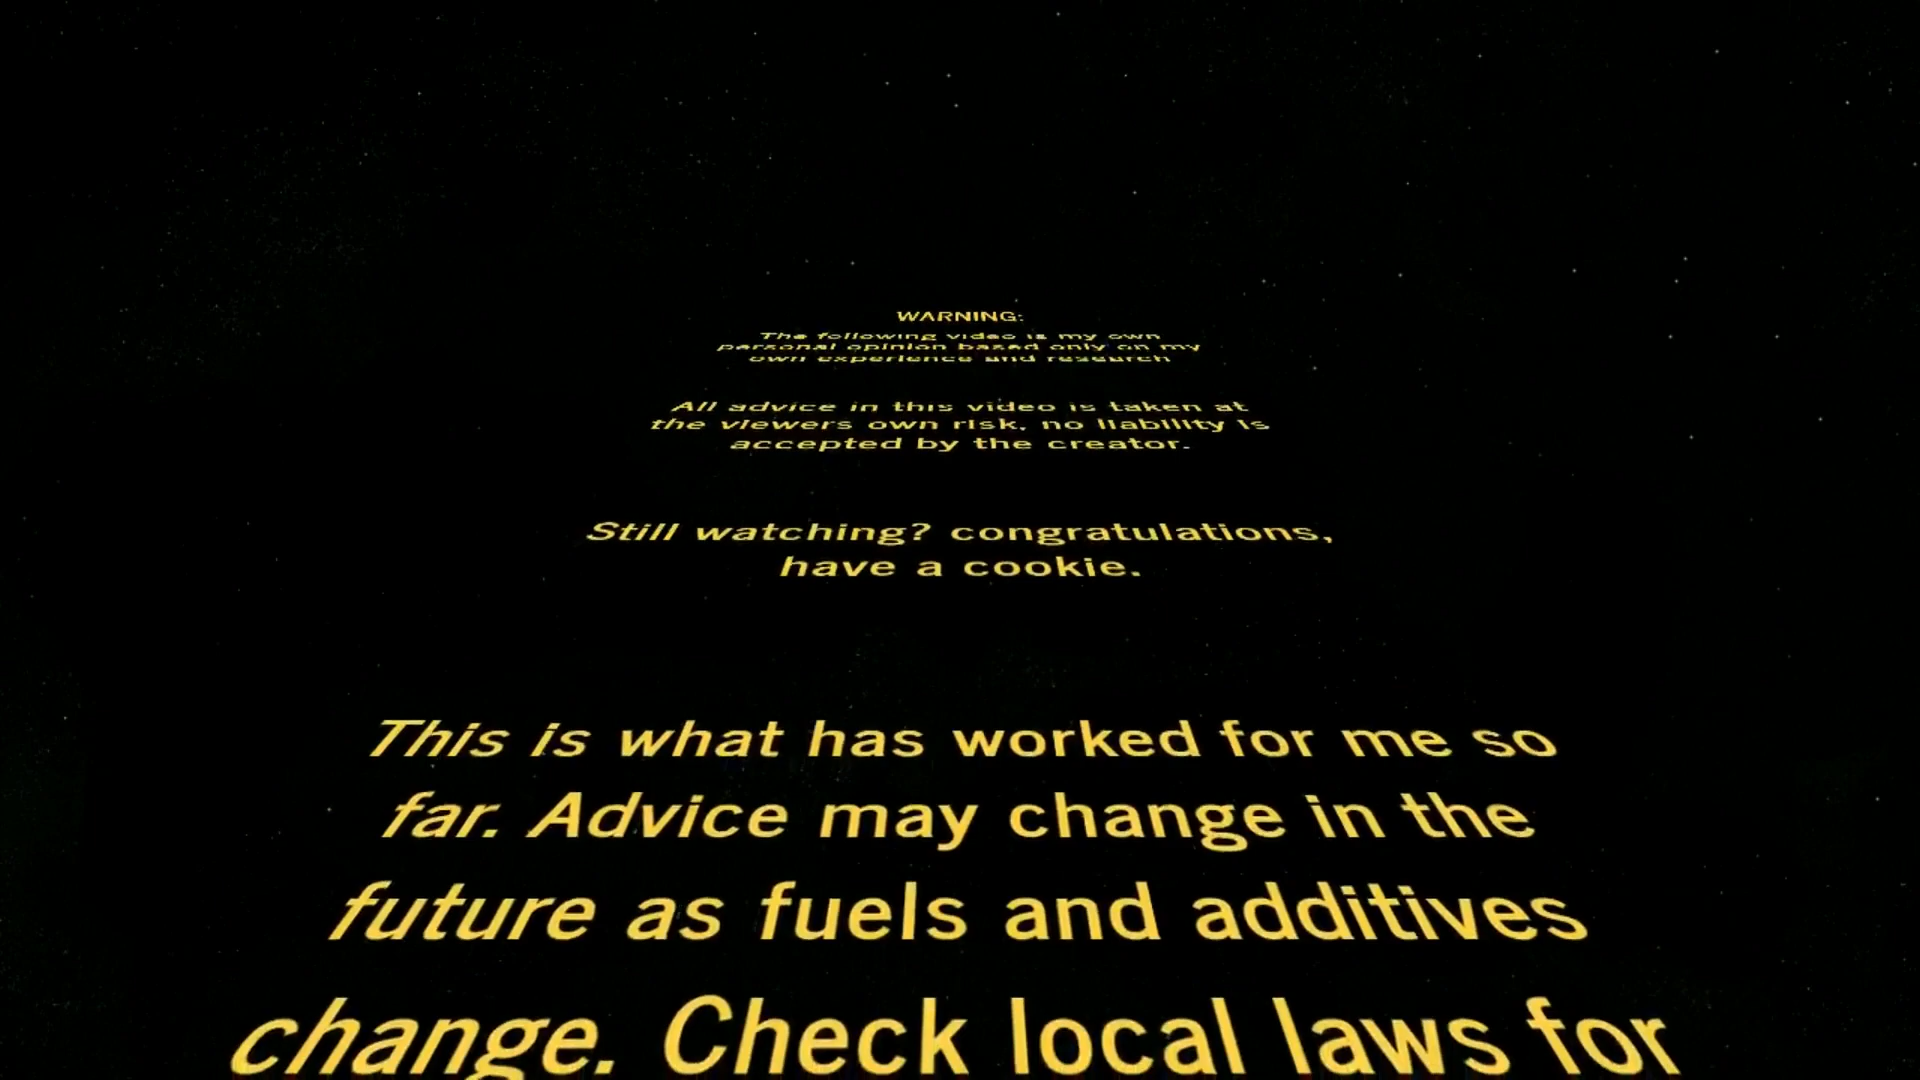 WARNING:
The following video is my own
personal opinion based only on my
own experience and research
All advice in this video is taken at
the viewers own risk, no liability is
accepted by the creator.
Still watching? congratulations,
have a cookie.
This is what has worked for me so
far. Advice may change in the
future as fuels and additives
change. Check local laws for